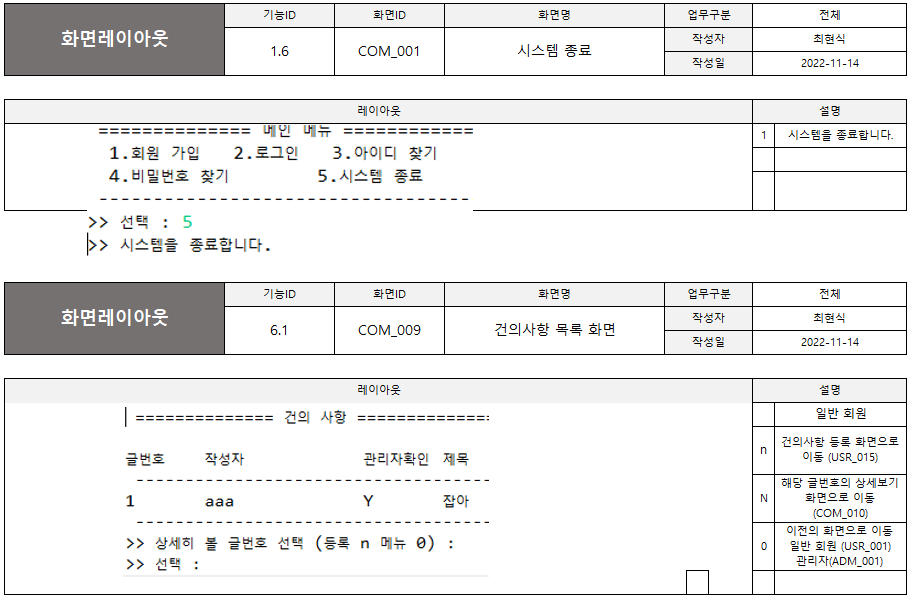 화면레이아웃
기능ID 화면ID 화면명 업무구분 전체
1.6 COM_001 시스템 종료 작성자 최현식
작성일 2022-11-14
레이아웃 설명
============== 메인 메뉴 ============
1.회원 가입 2.로그인 3.아이디 찾기
4.비밀번호 찾기 5.시스템 종료
----------------------------------
>> 선택 : 5
>> 시스템을 종료합니다.
1 시스템을 종료합니다.
화면레이아웃
기능ID 화면ID 화면명 업무구분 전체
6.1 COM_009 건의사항 목록 화면 작성자 최현식
작성일 2022-11-14
레이아웃 설명
============== 건의 사항 ==============
글번호 작성자 관리자확인 제목
------------------------------------
1 aaa Y 잡아
------------------------------------
>> 상세히 볼 글번호 선택 (등록 n 메뉴 0) :
>> 선택 :
일반 회원
n 건의사항 등록 화면으로
이동 (USR_015)
N 해당 글번호의 상세보기
화면으로 이동
(COM_010)
0 이전의 화면으로 이동
일반 회원 (USR_001)
관리자(ADM_001)